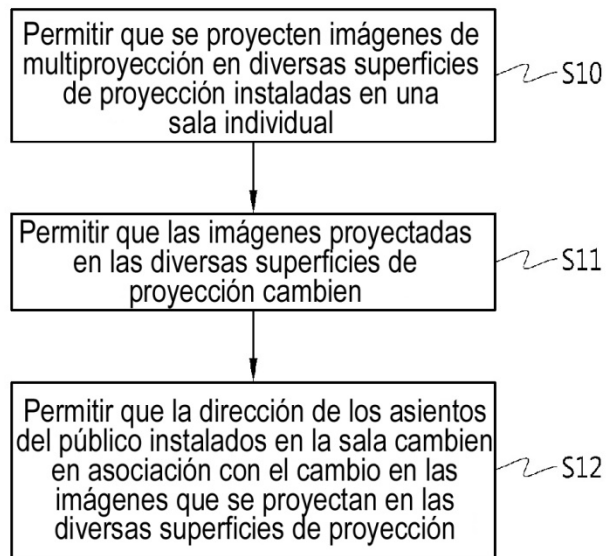 Permitir que se proyecten imágenes de
multiproyección en diversas superficies
de proyección instaladas en una
sala individual
S10
Permitir que las imágenes proyectadas
en las diversas superficies de
proyección cambien
S11
Permitir que la dirección de los asientos
del público instalados en la sala cambien
en asociación con el cambio en las
imágenes que se proyectan en las
diversas superficies de proyección
S12